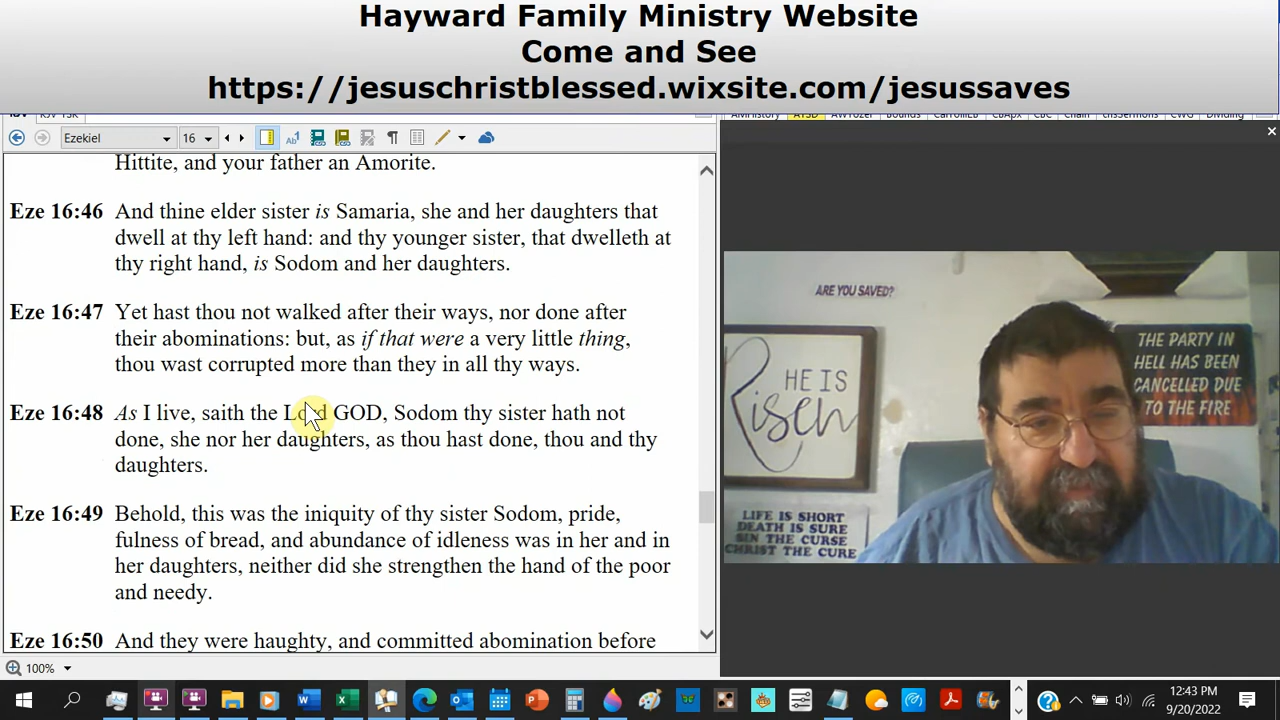 Hayward Family Ministry Website
Come and See
https://jesuschristblessed.wixsite.com/jesussaves
KJV TSK
Ezekiel
16
Hittite, and your father an Amorite.
Eze 16:46 And thine elder sister is Samaria, she and her daughters that
dwell at thy left hand: and thy younger sister, that dwelleth at
thy right hand, is Sodom and her daughters.
Eze 16:47 Yet hast thou not walked after their ways, nor done after
their abominations: but, as if that were a very little thing,
thou wast corrupted more than they in all thy ways.
Eze 16:48 As I live, saith the Lord GOD, Sodom thy sister hath not
done, she nor her daughters, as thou hast done, thou and thy
daughters.
Eze 16:49 Behold, this was the iniquity of thy sister Sodom, pride,
fulness of bread, and abundance of idleness was in her and in
her daughters, neither did she strengthen the hand of the poor
and needy.
Eze 16:50 And they were haughty, and committed abomination before
100%
ARE YOU SAVED?
HE IS
Risen
THE PARTY IN
HELL HAS BEEN
CANCELLED DUE
TO THE FIRE
LIFE IS SHORT
DEATH IS SURE
SIN THE CURSE
CHRIST THE CURE
12:43 PM
9/20/2022